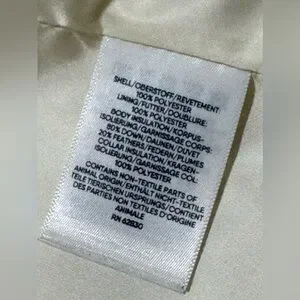 SHELL/OBERSTOFF/REVETEMENT
100% POLYESTER
LINING/FUTTER/DOUBLURE:
100% POLYESTER
BODY INSULATION/KORPUS-
ISOLIERUNG/GARNISSAGE CORPS:
80% DOWN/DAUNEN/DUVET
20% FEATHERS/FEDERN/PLUMES
COLLAR INSULATION/KRAGEN-
ISOLIERUNG/GARNISSAGE COL:
100% POLYESTER
CONTAINS NON-TEXTILE PARTS OF
ANIMAL ORIGIN/ENTHÄLT NICHT-TEXTILE
TEILE TIERISCHEN URSPRUNGS/CONTIENT
DES PARTIES NON TEXTILES D'ORIGINE
ANIMALE
RN 62830